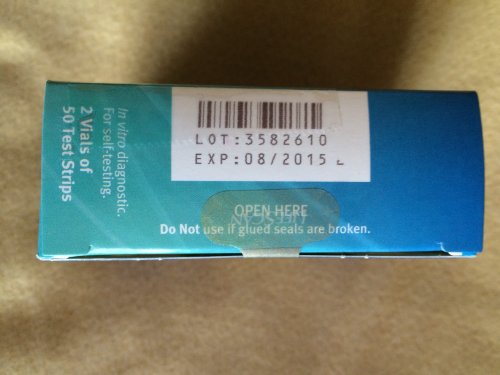 In vitro diagnostic.
For self-testing.
2 Vials of
50 Test Strips
LOT:3582610
EXP:08/2015 L
OPEN HERE
Do Not use if glued seals are broken.